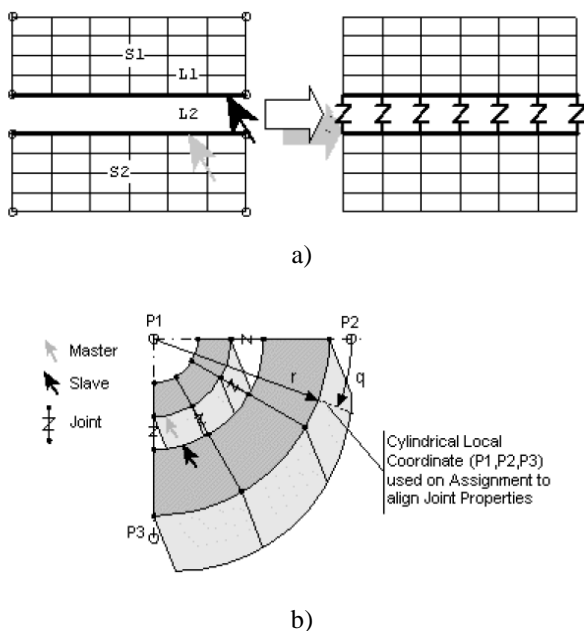 S1
L1
L2
S2
a)
P1
P2
Master
Slave
Joint
r
q
Cylindrical Local
Coordinate (P1,P2,P3)
used on Assignment to
align Joint Properties
P3
b)